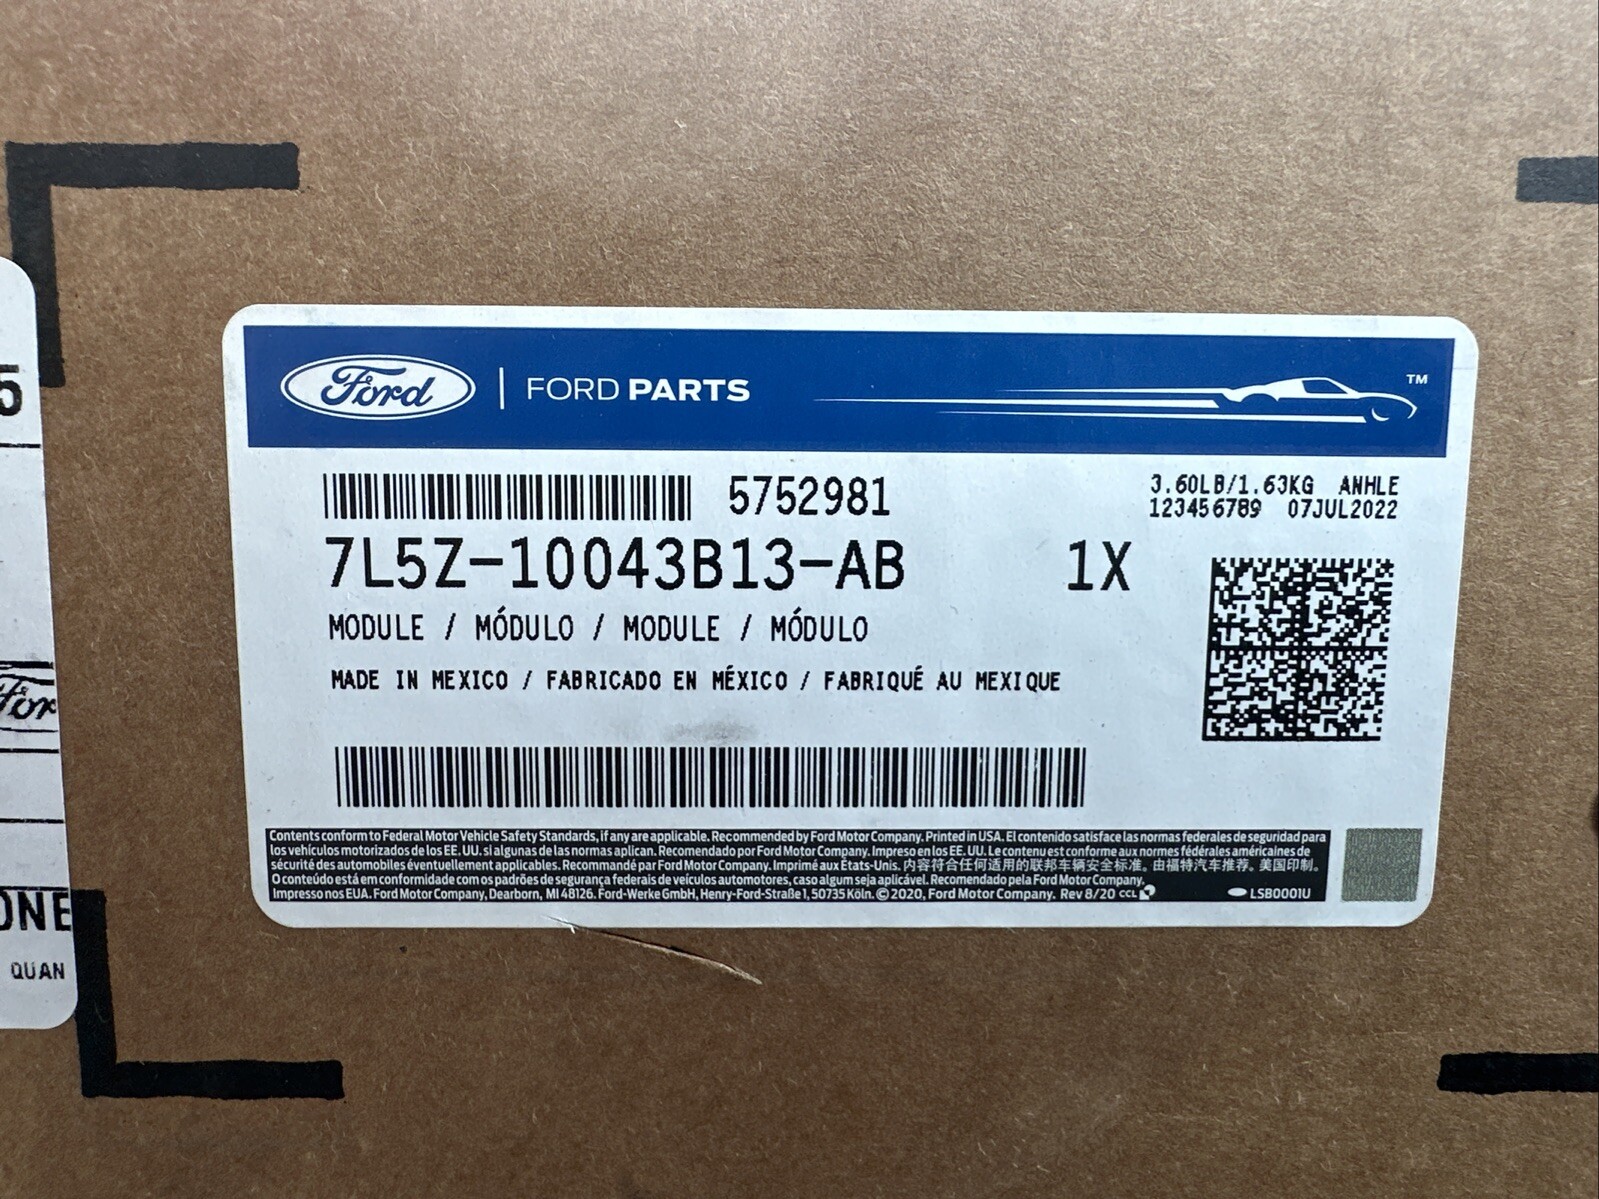 Ford | FORD PARTS
TM
5752981
3.60LB/1.63KG ANHLE
123456789 07JUL2022
7L5Z-10043B13-AB 1X
MODULE / MÓDULO / MODULE / MÓDULO
MADE IN MEXICO / FABRICADO EN MÉXICO / FABRIQUÉ AU MEXIQUE
Contents conform to Federal Motor Vehicle Safety Standards, if any are applicable. Recommended by Ford Motor Company. Printed in USA. El contenido satisface las normas federales de seguridad para
los vehículos motorizados de los EE. UU. si algunas de las normas aplican. Recomendado por Ford Motor Company. Impreso en los EE. UU. Le contenu est conforme aux normes fédérales américaines de
sécurité des automobiles éventuellement applicables. Recommandé par Ford Motor Company. Imprimé aux États-Unis. 内容符合任何适用的联邦车辆安全标准。由福特汽车推荐。美国印制。
O conteúdo está em conformidade com os padrões de segurança federais de veículos automotores, caso algum seja aplicável. Recomendado pela Ford Motor Company.
Impresso nos EUA. Ford Motor Company, Dearborn, MI 48126. Ford-Werke GmbH, Henry-Ford-Straße 1, 50735 Köln. © 2020, Ford Motor Company. Rev 8/20 CCL LSB0001U
5
For
ONE
QUAN